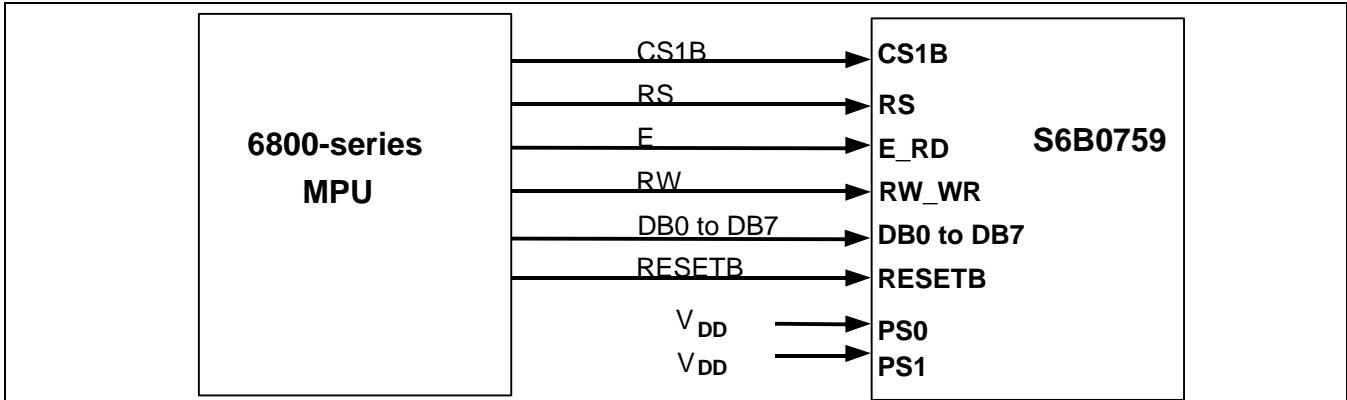 6800-series
MPU
CS1B
RS
E
RW
DB0 to DB7
RESETB
VDD
VDD
CS1B
RS
E_RD
RW_WR
DB0 to DB7
RESETB
PS0
PS1
S6B0759